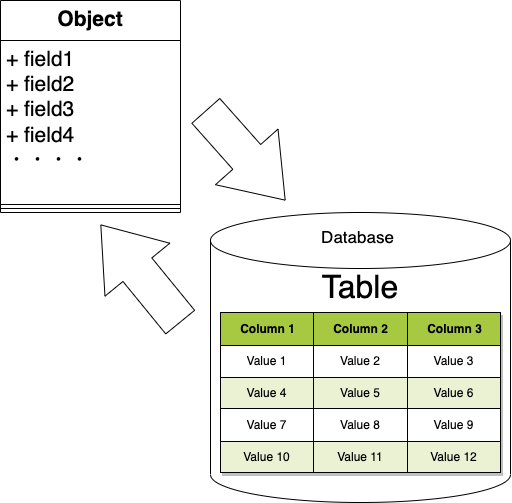 Object
+ field1
+ field2
+ field3
+ field4
. . . .
Database
Table
Column 1 Column 2 Column 3
Value 1 Value 2 Value 3
Value 4 Value 5 Value 6
Value 7 Value 8 Value 9
Value 10 Value 11 Value 12